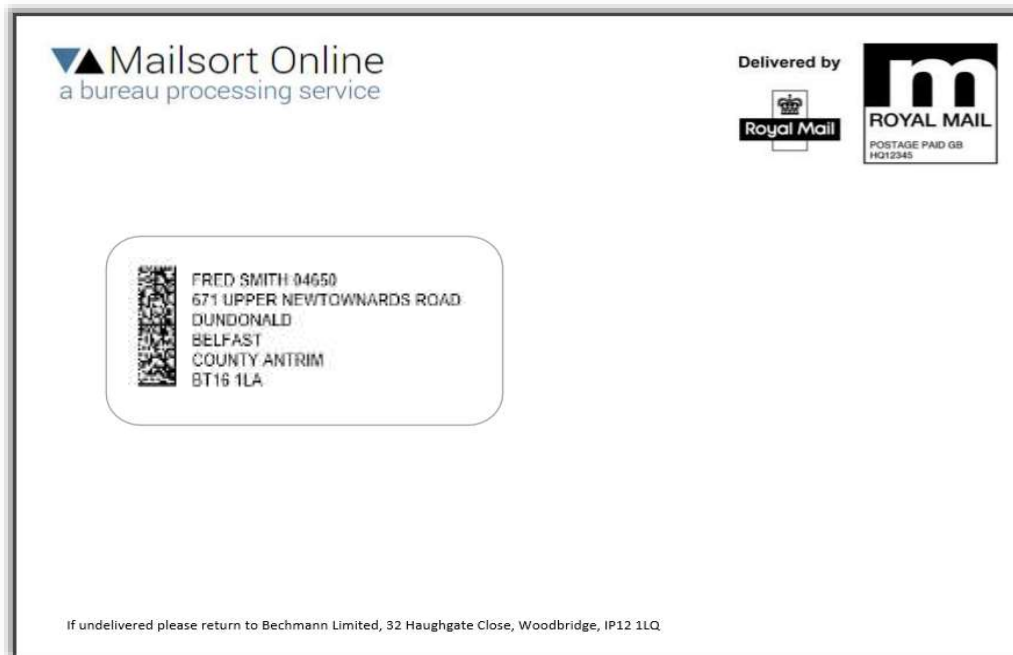 Mailsort Online
a bureau processing service
Delivered by
Royal Mail
m
ROYAL MAIL
POSTAGE PAID GB
HQ12345
FRED SMITH 04650
671 UPPER NEWTOWNARDS ROAD
DUNDONALD
BELFAST
COUNTY ANTRIM
BT16 1LA
If undelivered please return to Bechmann Limited, 32 Haughgate Close, Woodbridge, IP12 1LQ